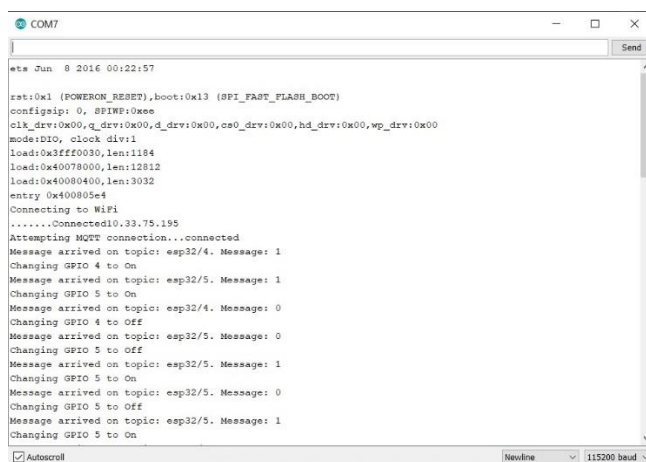 COM7
Send
ets Jun  8 2016 00:22:57
rst:0x1 (POWERON_RESET),boot:0x13 (SPI_FAST_FLASH_BOOT)
configsip: 0, SPIWP:0xee
clk_drv:0x00,q_drv:0x00,d_drv:0x00,cs0_drv:0x00,hd_drv:0x00,wp_drv:0x00
mode:DIO, clock div:1
load:0x3fff0030,len:1184
load:0x40078000,len:12812
load:0x40080400,len:3032
entry 0x400805e4
Connecting to WiFi
.......Connected10.33.75.195
Attempting MQTT connection...connected
Message arrived on topic: esp32/4. Message: 1
Changing GPIO 4 to On
Message arrived on topic: esp32/5. Message: 1
Changing GPIO 5 to On
Message arrived on topic: esp32/4. Message: 0
Changing GPIO 4 to Off
Message arrived on topic: esp32/5. Message: 0
Changing GPIO 5 to Off
Message arrived on topic: esp32/5. Message: 1
Changing GPIO 5 to On
Message arrived on topic: esp32/5. Message: 0
Changing GPIO 5 to Off
Message arrived on topic: esp32/5. Message: 1
Changing GPIO 5 to On
Autoscroll Newline 115200 baud